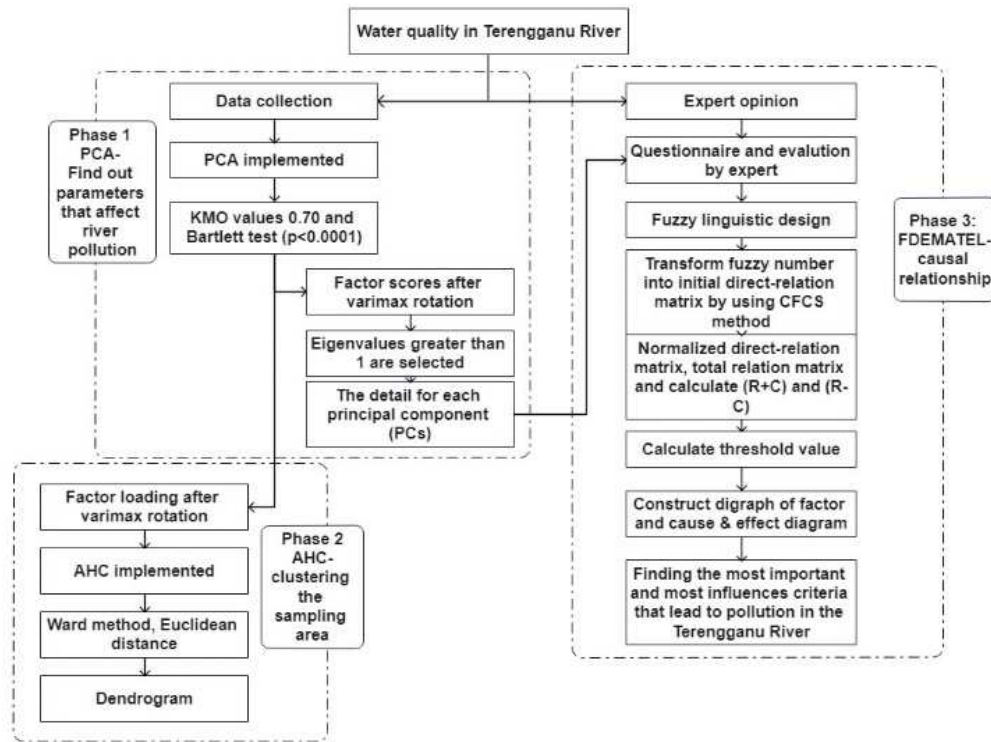 Water quality in Terengganu River
Data collection
Expert opinion
Phase 1
PCA-
Find out
parameters
that affect
river
pollution
PCA implemented
KMO values 0.70 and
Bartlett test (p<0.0001)
Factor scores after
varimax rotation
Eigenvalues greater than
1 are selected
The detail for each
principal component
(PCs)
Questionnaire and evalution
by expert
Fuzzy linguistic design
Transform fuzzy number
into initial direct-relation
matrix by using CFCS
method
Normalized direct-relation
matrix, total relation matrix
and calculate (R+C) and (R-
C)
Calculate threshold value
Construct digraph of factor
and cause & effect diagram
Finding the most important
and most influences criteria
that lead to pollution in the
Terengganu River
Phase 3:
FDEMATEL-
causal
relationship
Factor loading after
varimax rotation
AHC implemented
Ward method, Euclidean
distance
Dendrogram
Phase 2
AHC-
clustering
the
sampling
area